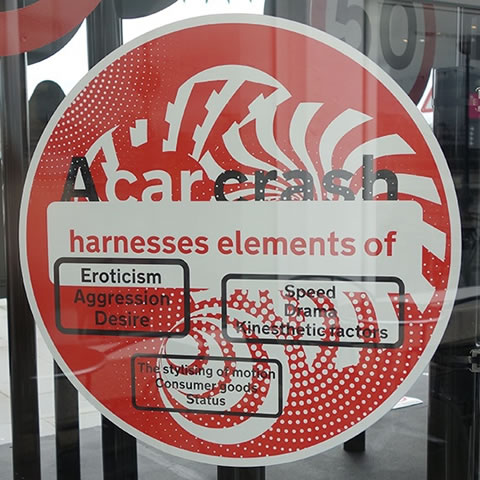 50
A car crash
harnesses elements of
Eroticism
Aggression
Desire
Speed
Drama
Kinesthetic factors
The stylising of motion
Consumer goods
Status